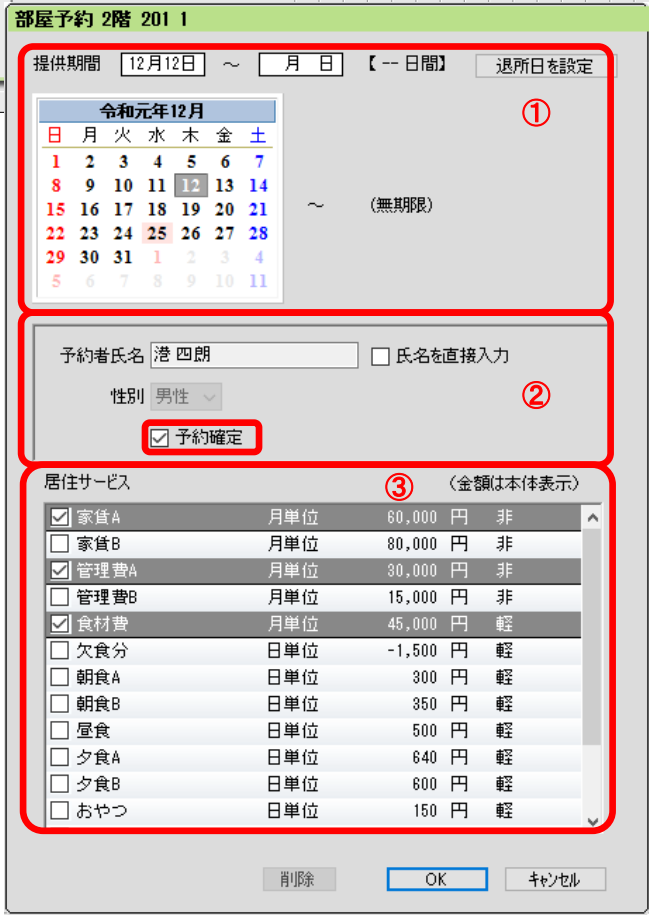 部屋予約 2階 201 1
提供期間 12月12日 ～ 月 日 【 -- 日間】 退所日を設定
①
令和元年12月
日 月 火 水 木 金 土
1 2 3 4 5 6 7
8 9 10 11 12 13 14
15 16 17 18 19 20 21
22 23 24 25 26 27 28
29 30 31 1 2 3 4
5 6 7 8 9 10 11
～ (無期限)
予約者氏名 港 四朗 氏名を直接入力
性別 男性
②
予約確定
居住サービス ③ (金額は本体表示)
家賃A 月単位 60,000 円 非
家賃B 月単位 80,000 円 非
管理費A 月単位 30,000 円 非
管理費B 月単位 15,000 円 非
食材費 月単位 45,000 円 軽
欠食分 日単位 -1,500 円 軽
朝食A 日単位 300 円 軽
朝食B 日単位 350 円 軽
昼食 日単位 500 円 軽
夕食A 日単位 640 円 軽
夕食B 日単位 600 円 軽
おやつ 日単位 150 円 軽
削除 OK ｷｬﾝｾﾙ